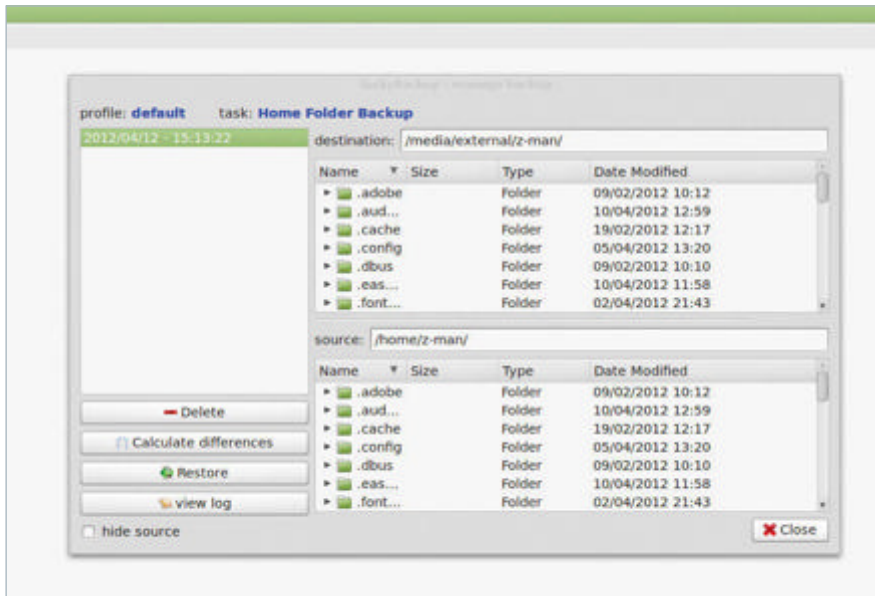 profile: default task: Home Folder Backup
2012/04/12 - 15:13:22
destination: /media/external/z-man/
Name Size Type Date Modified
.adobe Folder 09/02/2012 10:12
.aud... Folder 10/04/2012 12:59
.cache Folder 19/02/2012 12:17
.config Folder 05/04/2012 13:20
.dbus Folder 09/02/2012 10:10
.eas... Folder 10/04/2012 11:58
.font... Folder 02/04/2012 21:43
source: /home/z-man/
Name Size Type Date Modified
.adobe Folder 09/02/2012 10:12
.aud... Folder 10/04/2012 12:59
.cache Folder 19/02/2012 12:17
.config Folder 05/04/2012 13:20
.dbus Folder 09/02/2012 10:10
.eas... Folder 10/04/2012 11:58
.font... Folder 02/04/2012 21:43
Delete
Calculate differences
Restore
view log
hide source
Close